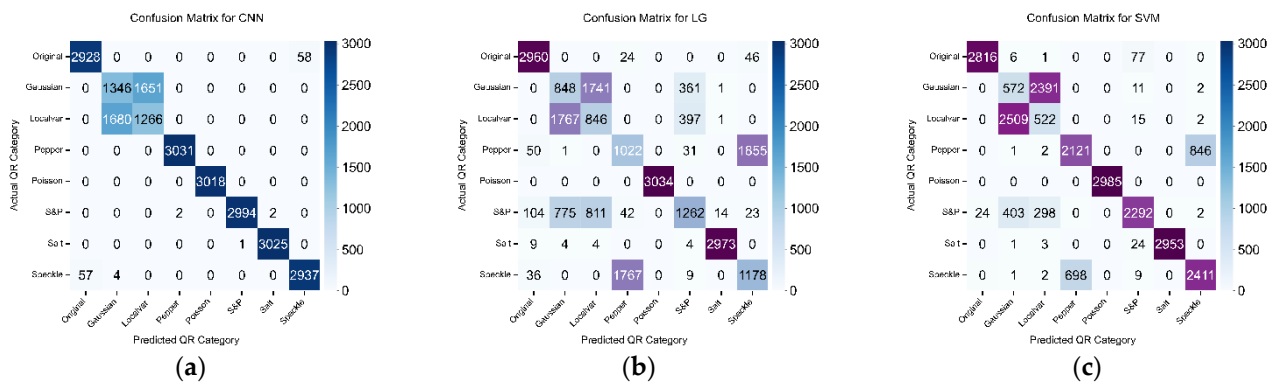 Confusion Matrix for CNN
Actual QR Category
Original 2928 0 0 0 0 0 0 58
Gaussian 0 1346 1651 0 0 0 0 0
Localvar 0 1680 1266 0 0 0 0 0
Pepper 0 0 0 3031 0 0 0 0
Poisson 0 0 0 0 3018 0 0 0
S&P 0 0 0 2 0 2994 2 0
Salt 0 0 0 0 0 1 3025 0
Speckle 57 4 0 0 0 0 0 2937
Original Gaussian Localvar Pepper Poisson S&P Salt Speckle
Predicted QR Category
3000
2500
2000
1500
1000
500
0
(a)
Confusion Matrix for LG
Actual QR Category
Original 2960 0 0 24 0 0 0 46
Gaussian 0 848 1741 0 0 361 1 0
Localvar 0 1767 846 0 0 397 1 0
Pepper 50 1 0 1022 0 31 0 1855
Poisson 0 0 0 0 3034 0 0 0
S&P 104 775 811 42 0 1262 14 23
Salt 9 4 4 0 0 4 2973 0
Speckle 36 0 0 1767 0 9 0 1178
Original Gaussian Localvar Pepper Poisson S&P Salt Speckle
Predicted QR Category
3000
2500
2000
1500
1000
500
0
(b)
Confusion Matrix for SVM
Actual QR Category
Original 2816 6 1 0 0 77 0 0
Gaussian 0 572 2391 0 0 11 0 2
Localvar 0 2509 522 0 0 15 0 2
Pepper 0 1 2 2121 0 0 0 846
Poisson 0 0 0 0 2985 0 0 0
S&P 24 403 298 0 0 2292 0 2
Salt 0 1 3 0 0 24 2953 0
Speckle 0 1 2 698 0 9 0 2411
Original Gaussian Localvar Pepper Poisson S&P Salt Speckle
Predicted QR Category
3000
2500
2000
1500
1000
500
0
(c)